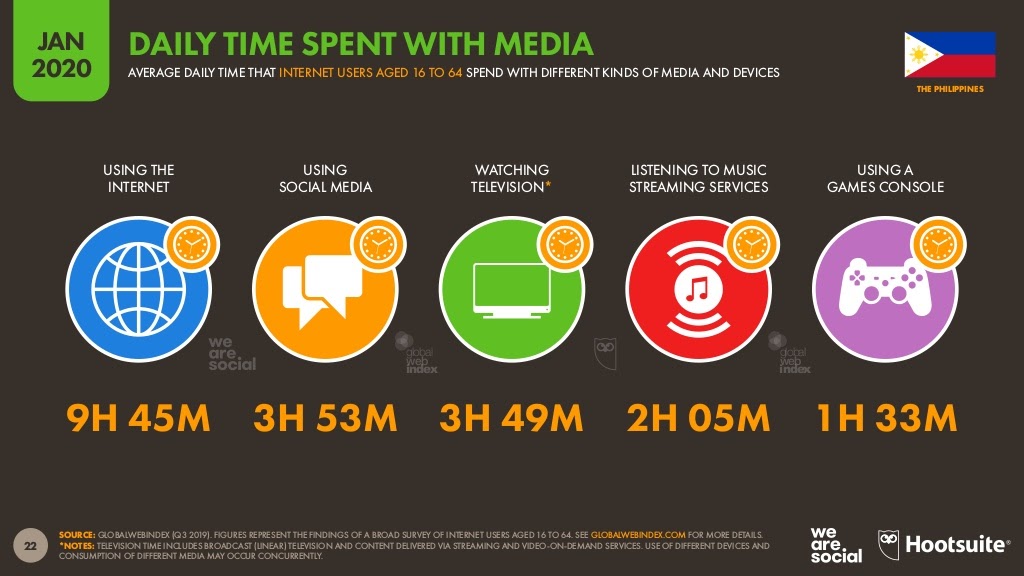 JAN
2020
DAILY TIME SPENT WITH MEDIA
AVERAGE DAILY TIME THAT INTERNET USERS AGED 16 TO 64 SPEND WITH DIFFERENT KINDS OF MEDIA AND DEVICES
THE PHILIPPINES
USING THE
INTERNET
USING
SOCIAL MEDIA
WATCHING
TELEVISION*
LISTENING TO MUSIC
STREAMING SERVICES
USING A
GAMES CONSOLE
we
are
social
global
web
index
global
web
index
9H 45M
3H 53M
3H 49M
2H 05M
1H 33M
22
SOURCE: GLOBALWEBINDEX (Q3 2019). FIGURES REPRESENT THE FINDINGS OF A BROAD SURVEY OF INTERNET USERS AGED 16 TO 64. SEE GLOBALWEBINDEX.COM FOR MORE DETAILS.
*NOTES: TELEVISION TIME INCLUDES BROADCAST (LINEAR) TELEVISION AND CONTENT DELIVERED VIA STREAMING AND VIDEO-ON-DEMAND SERVICES. USE OF DIFFERENT DEVICES AND
CONSUMPTION OF DIFFERENT MEDIA MAY OCCUR CONCURRENTLY.
we
are
social
Hootsuite®